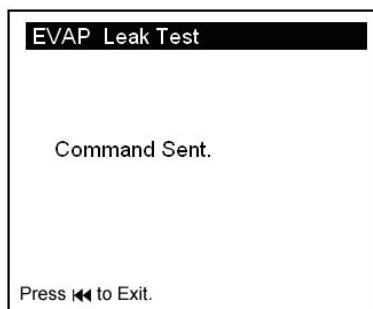 EVAP Leak Test
Command Sent.
Press ⏮ to Exit.